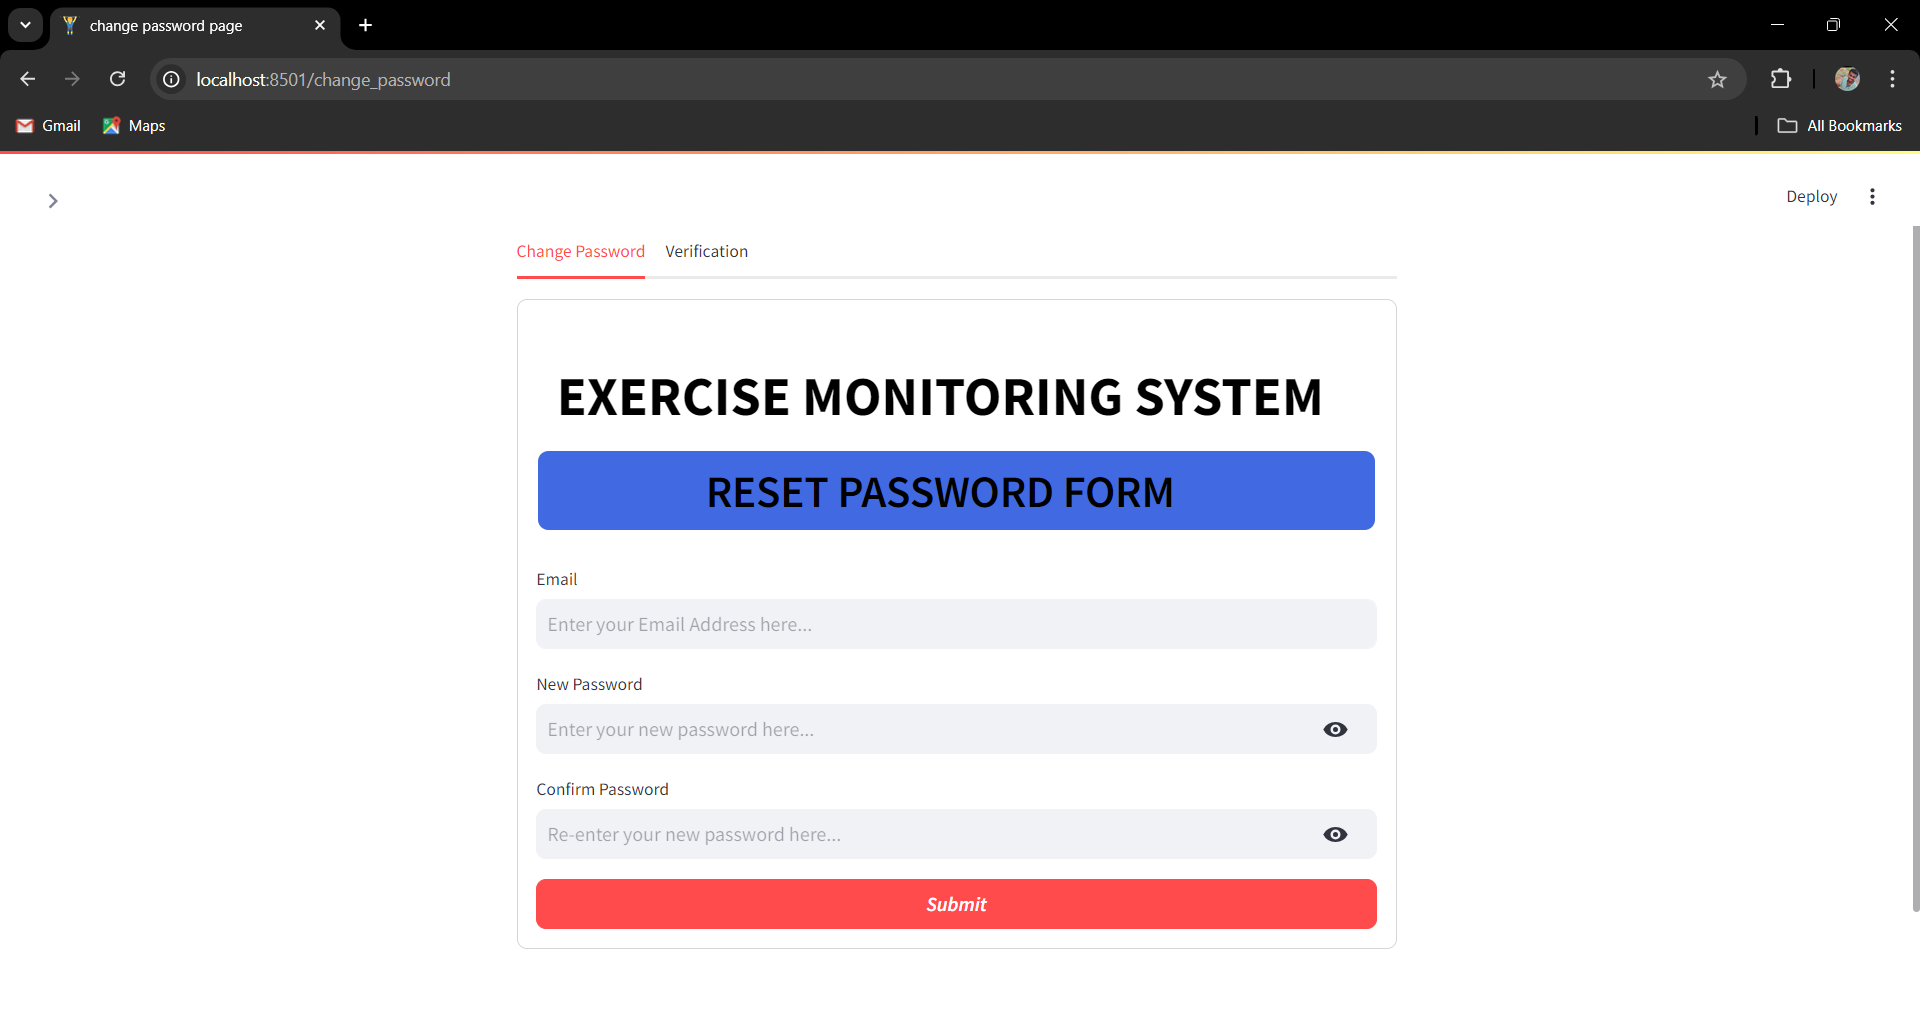 change password page
localhost:8501/change_password
Gmail Maps All Bookmarks
Deploy
Change Password Verification
EXERCISE MONITORING SYSTEM
RESET PASSWORD FORM
Email
Enter your Email Address here...
New Password
Enter your new password here...
Confirm Password
Re-enter your new password here...
Submit